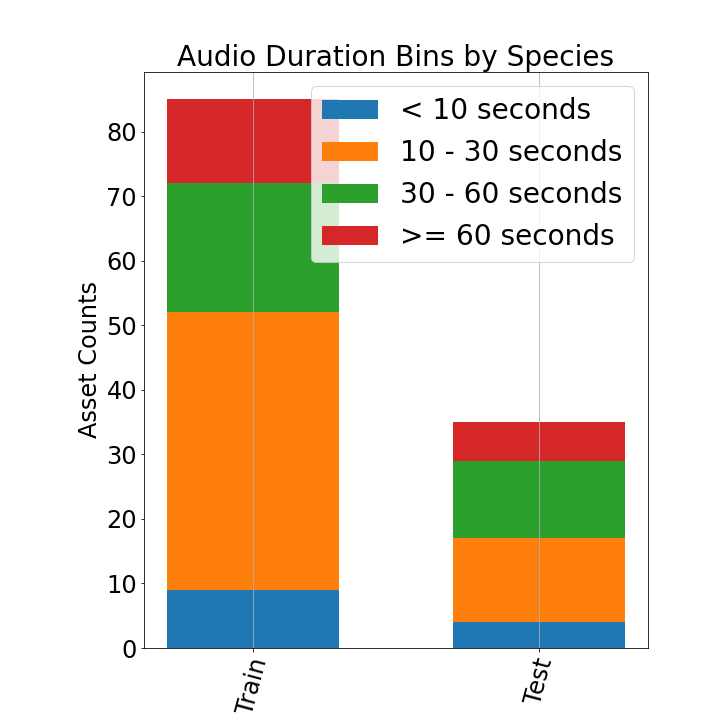 Audio Duration Bins by Species
< 10 seconds
10 - 30 seconds
30 - 60 seconds
>= 60 seconds
Asset Counts
80
70
60
50
40
30
20
10
0
Train
Test